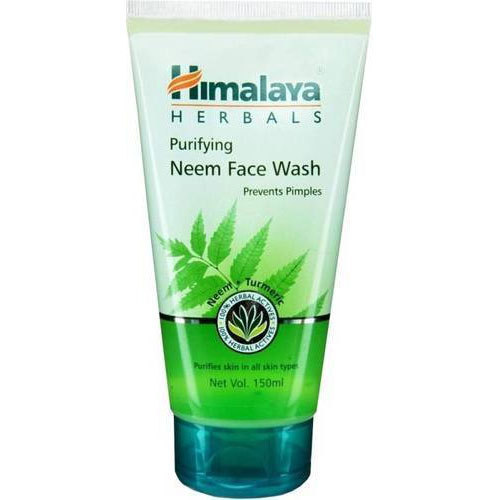 Himalaya®
HERBALS
Purifying
Neem Face Wash
Prevents Pimples
Neem + Turmeric
100% HERBAL ACTIVES
100% HERBAL ACTIVES
Purifies skin in all skin types
Net Vol. 150ml